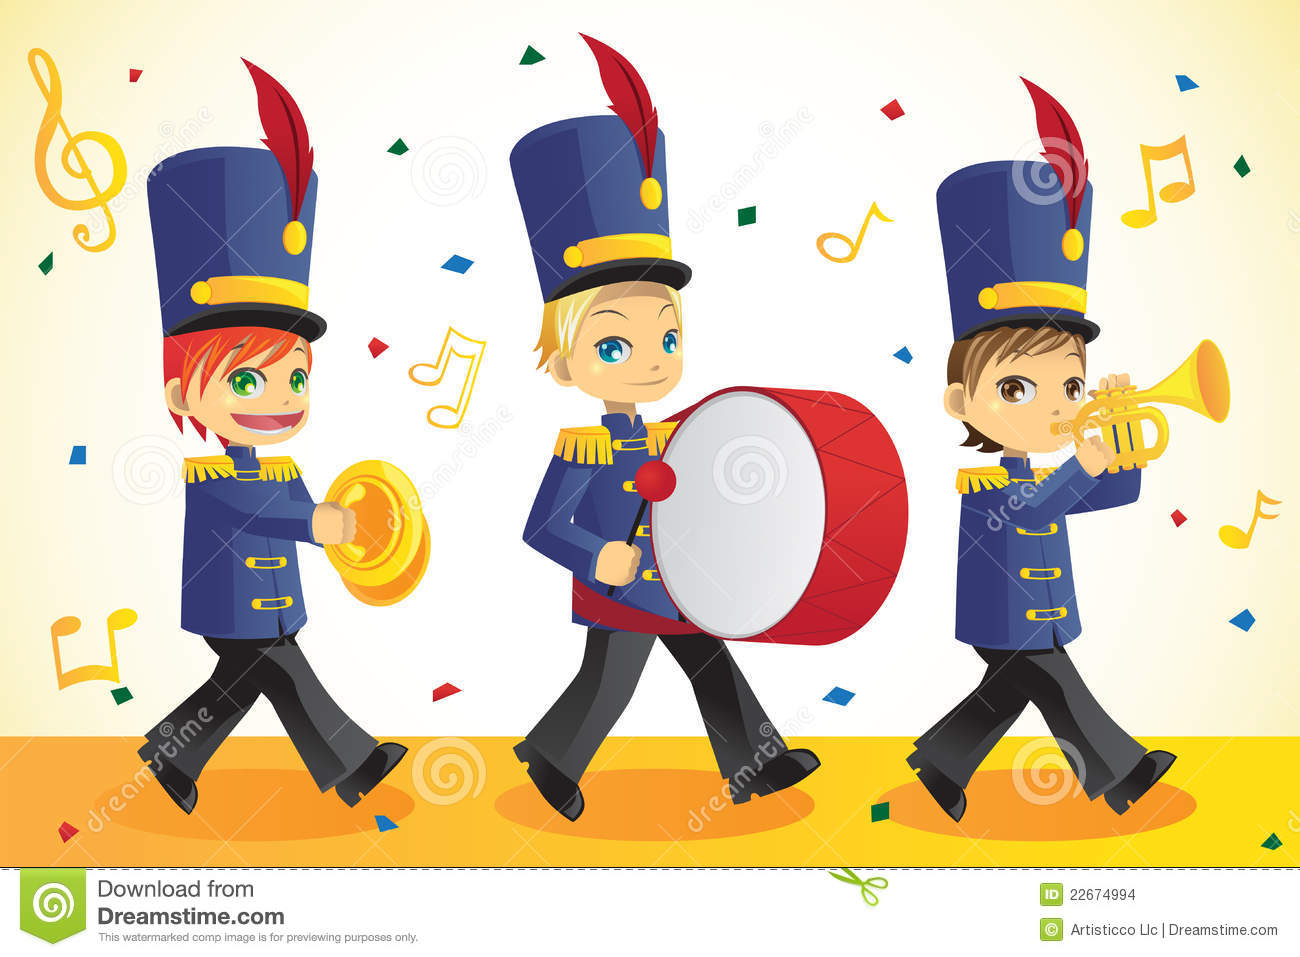 dreamstime
Download from
Dreamstime.com
This watermarked comp image is for previewing purposes only.
ID 22674994
© Artisticco Llc | Dreamstime.com